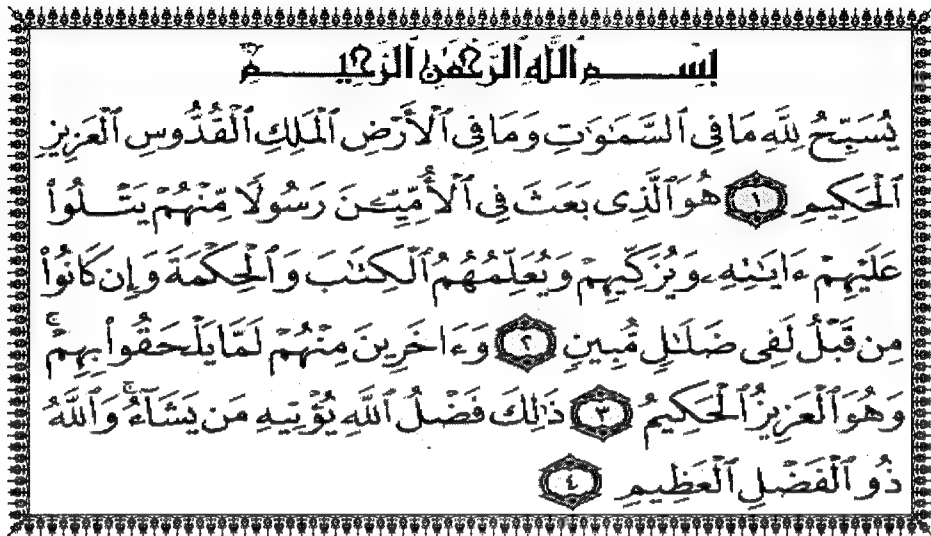 بِسْمِ ٱللَّهِ ٱلرَّحْمَٰنِ ٱلرَّحِيمِ
يُسَبِّحُ لِلَّهِ مَا فِى ٱلسَّمَٰوَٰتِ وَمَا فِى ٱلْأَرْضِ ٱلْمَلِكِ ٱلْقُدُّوسِ ٱلْعَزِيزِ
ٱلْحَكِيمِ ١ هُوَ ٱلَّذِى بَعَثَ فِى ٱلْأُمِّيِّـۧنَ رَسُولًا مِّنْهُمْ يَتْلُوا۟
عَلَيْهِمْ ءَايَٰتِهِۦ وَيُزَكِّيهِمْ وَيُعَلِّمُهُمُ ٱلْكِتَٰبَ وَٱلْحِكْمَةَ وَإِن كَانُوا۟
مِن قَبْلُ لَفِى ضَلَٰلٍ مُّبِينٍ ٢ وَءَاخَرِينَ مِنْهُمْ لَمَّا يَلْحَقُوا۟ بِهِمْ ۚ
وَهُوَ ٱلْعَزِيزُ ٱلْحَكِيمُ ٣ ذَٰلِكَ فَضْلُ ٱللَّهِ يُؤْتِيهِ مَن يَشَآءُ ۚ وَٱللَّهُ
ذُو ٱلْفَضْلِ ٱلْعَظِيمِ ٤